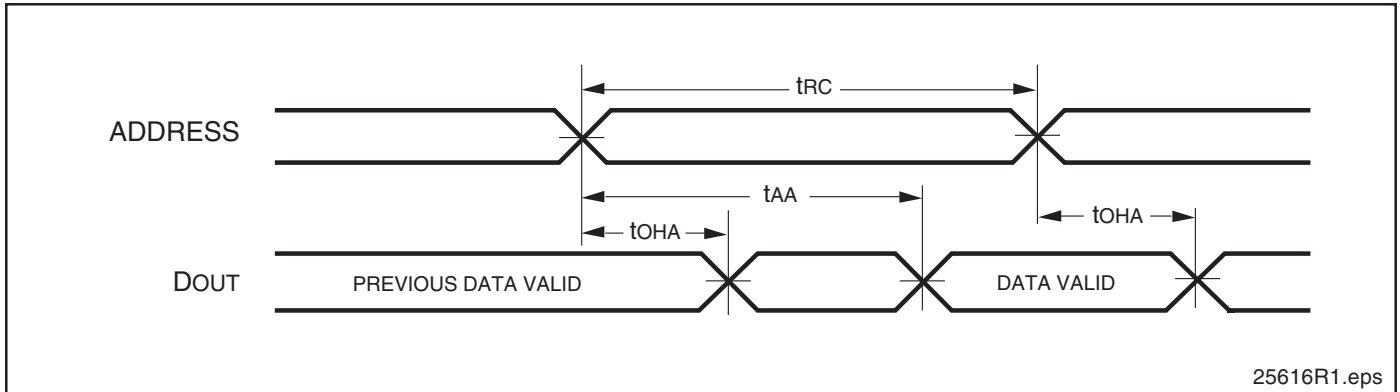 tRC
ADDRESS
tAA
tOHA
tOHA
DOUT
PREVIOUS DATA VALID
DATA VALID
25616R1.eps